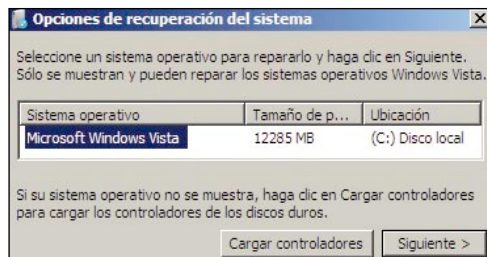 Opciones de recuperación del sistema
Seleccione un sistema operativo para repararlo y haga clic en Siguiente.
Sólo se muestran y pueden reparar los sistemas operativos Windows Vista.
Sistema operativo Tamaño de p... Ubicación
Microsoft Windows Vista 12285 MB (C:) Disco local
Si su sistema operativo no se muestra, haga clic en Cargar controladores
para cargar los controladores de los discos duros.
Cargar controladores Siguiente >